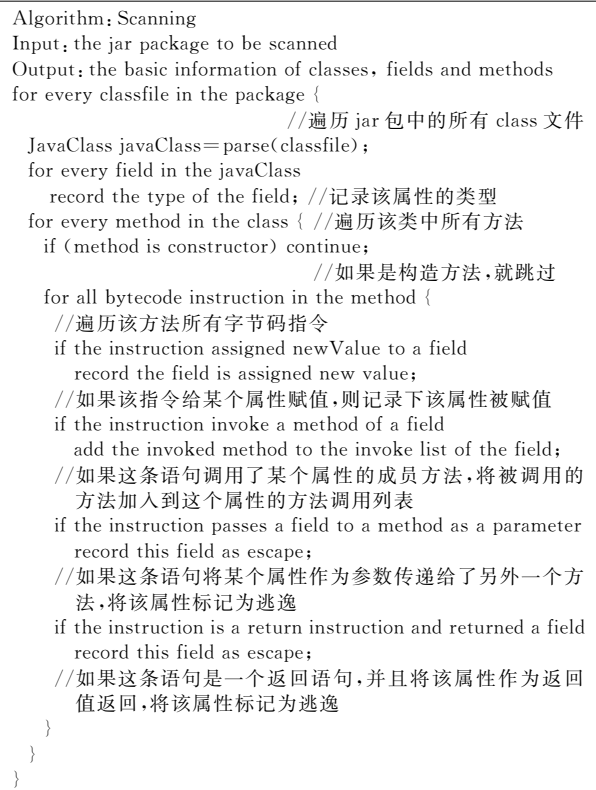 Algorithm: Scanning
Input: the jar package to be scanned
Output: the basic information of classes, fields and methods
for every classfile in the package {
//遍历 jar 包中的所有 class 文件
JavaClass javaClass=parse(classfile);
for every field in the javaClass
record the type of the field; //记录该属性的类型
for every method in the class { //遍历该类中所有方法
if (method is constructor) continue;
//如果是构造方法,就跳过
for all bytecode instruction in the method {
//遍历该方法所有字节码指令
if the instruction assigned newValue to a field
record the field is assigned new value;
//如果该指令给某个属性赋值,则记录下该属性被赋值
if the instruction invoke a method of a field
add the invoked method to the invoke list of the field;
//如果这条语句调用了某个属性的成员方法,将被调用的
方法加入到这个属性的方法调用列表
if the instruction passes a field to a method as a parameter
record this field as escape;
//如果这条语句将某个属性作为参数传递给了另外一个方
法,将该属性标记为逃逸
if the instruction is a return instruction and returned a field
record this field as escape;
//如果这条语句是一个返回语句,并且将该属性作为返回
值返回,将该属性标记为逃逸
}
}
}